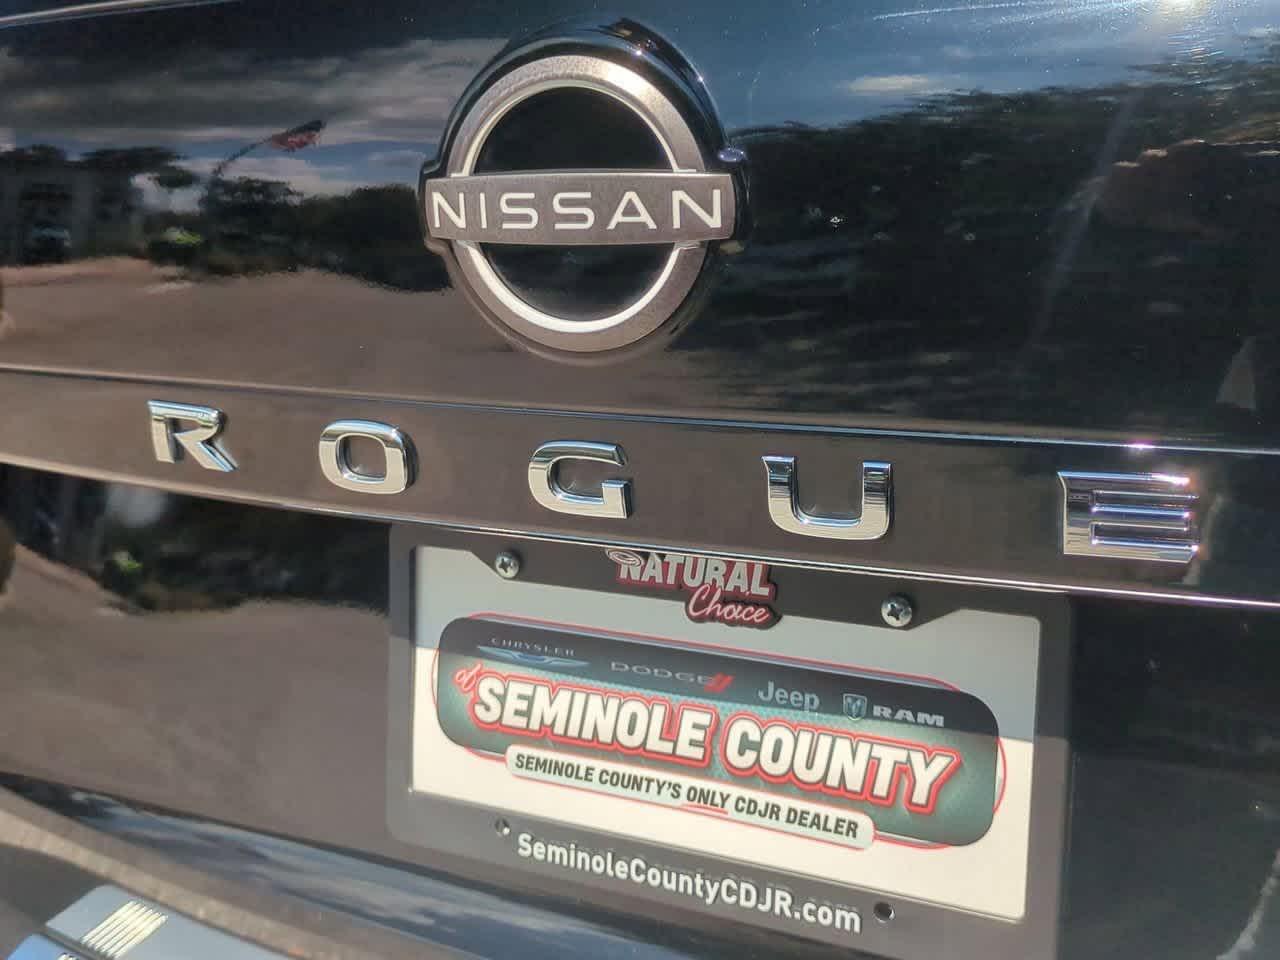 NISSAN
ROGUE
NATURAL
Choice
CHRYSLER
DODGE
Jeep
RAM
of
SEMINOLE COUNTY
SEMINOLE COUNTY'S ONLY CDJR DEALER
SeminoleCountyCDJR.com